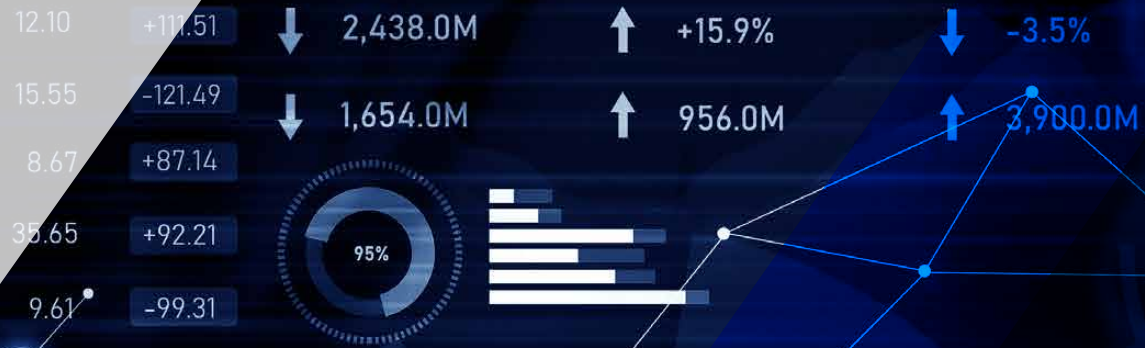 12.10 +111.51 2,438.0M +15.9% -3.5%
15.55 -121.49 1,654.0M 956.0M 3,900.0M
8.67 +87.14
35.65 +92.21 95%
9.61 -99.31